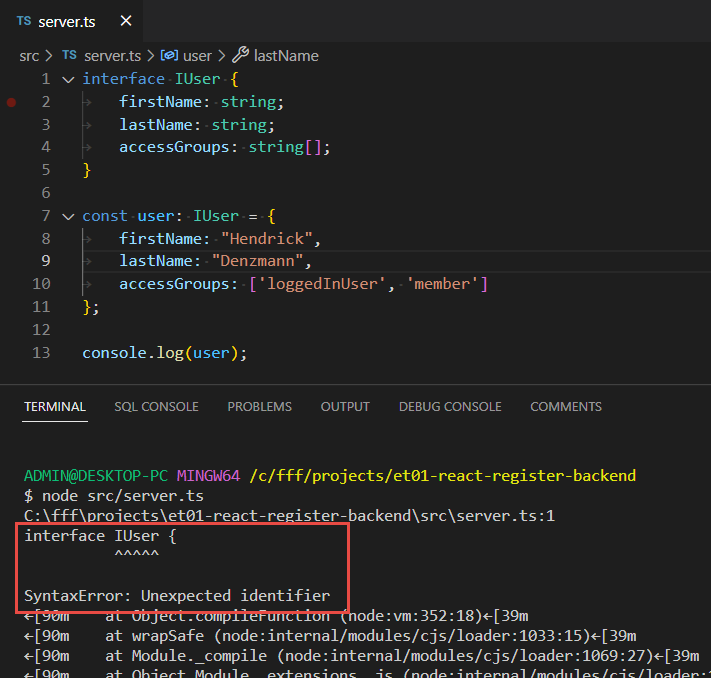 TS server.ts ×
src > TS server.ts > user > lastName
1 interface IUser {
2 firstName: string;
3 lastName: string;
4 accessGroups: string[];
5 }
6
7 const user: IUser = {
8 firstName: "Hendrick",
9 lastName: "Denzmann",
10 accessGroups: ['loggedInUser', 'member']
11 };
12
13 console.log(user);
TERMINAL SQL CONSOLE PROBLEMS OUTPUT DEBUG CONSOLE COMMENTS
ADMIN@DESKTOP-PC MINGW64 /c/fff/projects/et01-react-register-backend
$ node src/server.ts
C:\fff\projects\et01-react-register-backend\src\server.ts:1
interface IUser {
^^^^^
SyntaxError: Unexpected identifier
←[90m at Object.compileFunction (node:vm:352:18)←[39m
←[90m at wrapSafe (node:internal/modules/cjs/loader:1033:15)←[39m
←[90m at Module._compile (node:internal/modules/cjs/loader:1069:27)←[39m
←[90m at Object.Module._extensions..js (node:internal/modules/cjs/loader:1